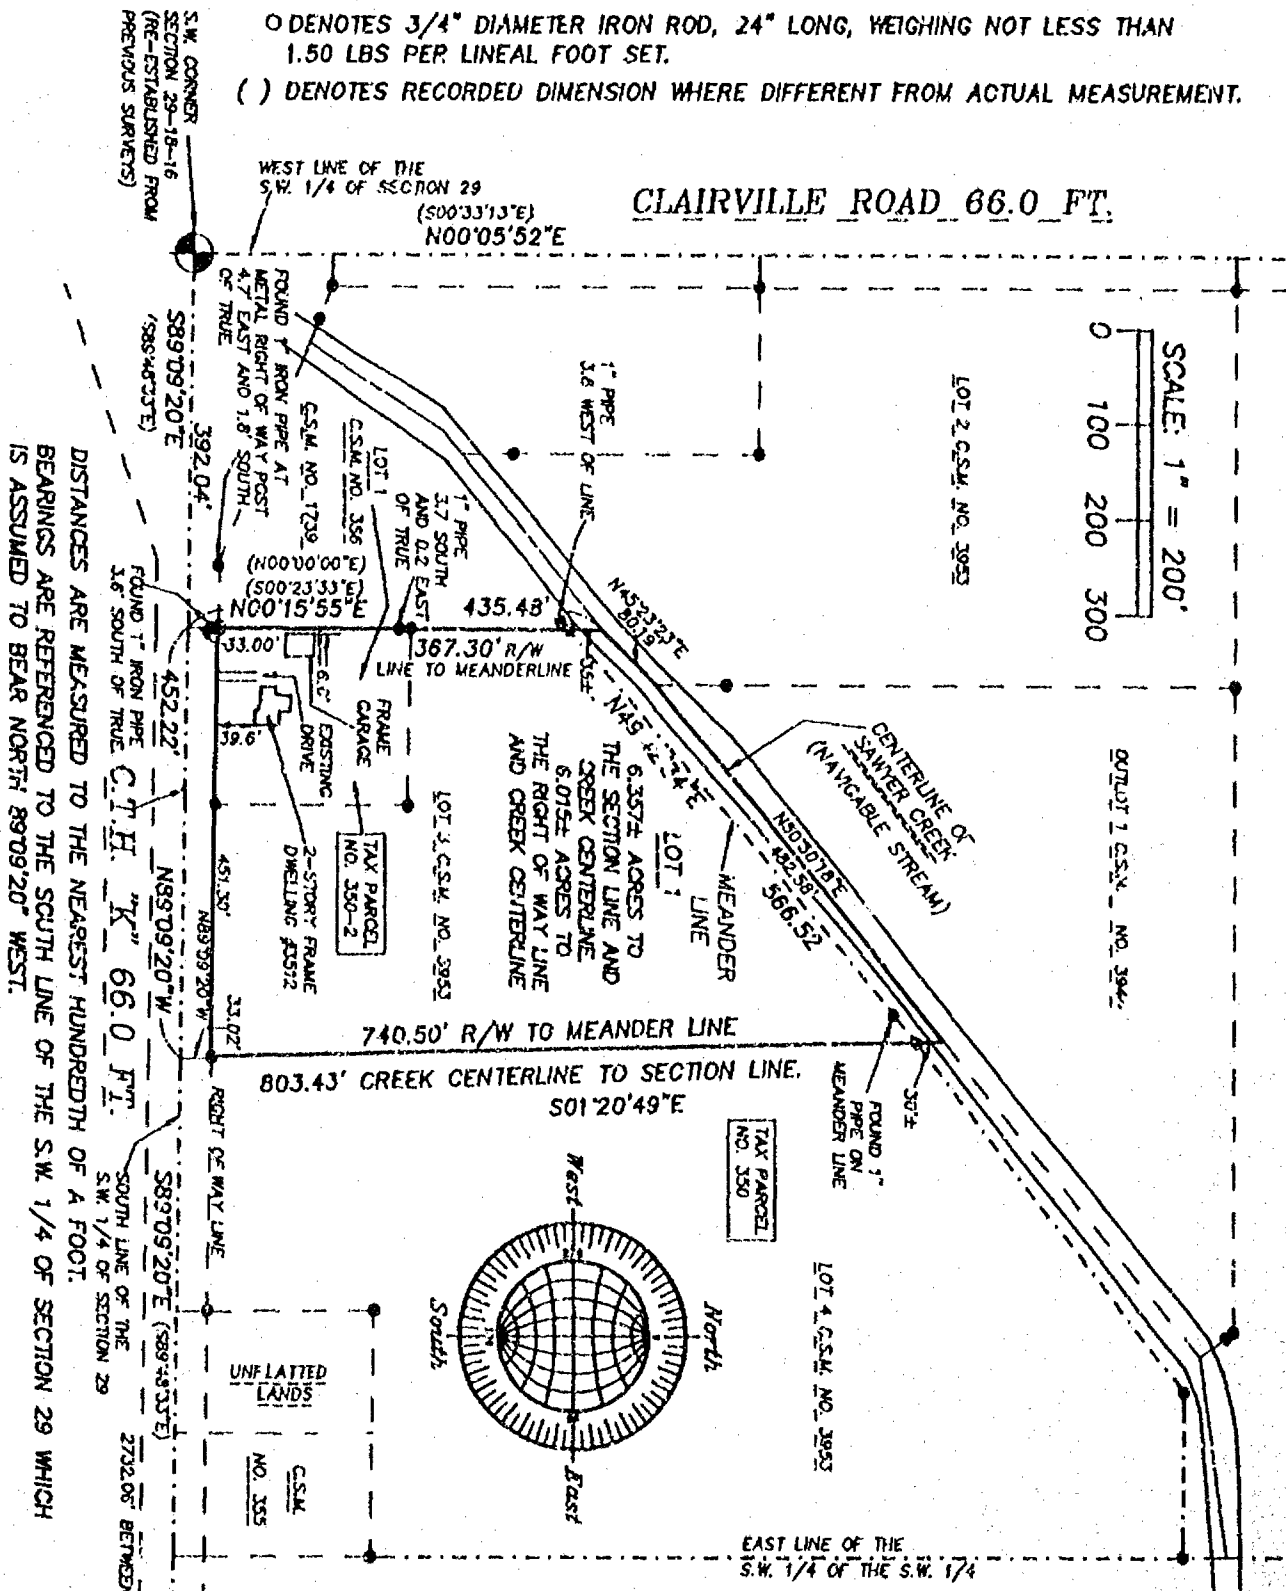 O DENOTES 3/4" DIAMETER IRON ROD, 24" LONG, WEIGHING NOT LESS THAN
1.50 LBS PER LINEAL FOOT SET.
( ) DENOTES RECORDED DIMENSION WHERE DIFFERENT FROM ACTUAL MEASUREMENT.
S.W. CORNER
SECTION 29-18-16
(RE-ESTABLISHED FROM
PREVIOUS SURVEYS)
WEST LINE OF THE
S.W. 1/4 OF SECTION 29
(S00°33'13"E)
N00°05'52"E
CLAIRVILLE ROAD 66.0 FT.
SCALE: 1" = 200'
0 100 200 300
LOT 2 C.S.M. NO. 3953
FOUND 1" IRON PIPE AT
METAL RIGHT OF WAY POST
4.7' EAST AND 1.8' SOUTH
OF TRUE
S89°09'20"E
392.04'
C.S.M. NO. 1739
LOT 1
C.S.M. NO. 356
1" PIPE
3.7 SOUTH
AND 0.2 EAST
OF TRUE
1" PIPE
3.8 WEST OF LINE
(N00°00'00"E)
(S00°23'33"E)
N00°15'55"E
435.48'
367.30' R/W
LINE TO MEANDERLINE
N45°23'23"E
80.19'
35±
33.00'
6.0'
39.6'
EXISTING
DRIVE
FRAME
GARAGE
2-STORY FRAME
DWELLING #3572
TAX PARCEL
NO. 350-2
LOT 3 C.S.M. NO. 3953
FOUND 1" IRON PIPE
3.6' SOUTH OF TRUE
452.22'
N89°09'20"W
C.T.H. "K" 66.0 FT.
451.50'
N89°09'20"W
33.02'
LOT 1
6.357± ACRES TO
THE SECTION LINE AND
CREEK CENTERLINE
6.015± ACRES TO
THE RIGHT OF WAY LINE
AND CREEK CENTERLINE
MEANDER
LINE
CENTERLINE OF
SAWYER CREEK
(NAVIGABLE STREAM)
N50°30'18"E
482.58'
566.52
OUTLOT 1 C.S.M. NO.
740.50' R/W TO MEANDER LINE
803.43' CREEK CENTERLINE TO SECTION LINE.
S01°20'49"E
30'±
FOUND 1"
PIPE ON
MEANDER LINE
TAX PARCEL
NO. 350
LOT 4 C.S.M. NO. 3953
North
South
East
West
RIGHT OF WAY LINE
S89°09'20"E (S89°48'33"E)
SOUTH LINE OF THE
S.W. 1/4 OF SECTION 29
2732.06' BETWEEN
UNPLATTED
LANDS
C.S.M.
NO. 355
EAST LINE OF THE
S.W. 1/4 OF THE S.W. 1/4
DISTANCES ARE MEASURED TO THE NEAREST HUNDREDTH OF A FOOT.
BEARINGS ARE REFERENCED TO THE SOUTH LINE OF THE S.W. 1/4 OF SECTION 29 WHICH
IS ASSUMED TO BEAR NORTH 89°09'20" WEST.